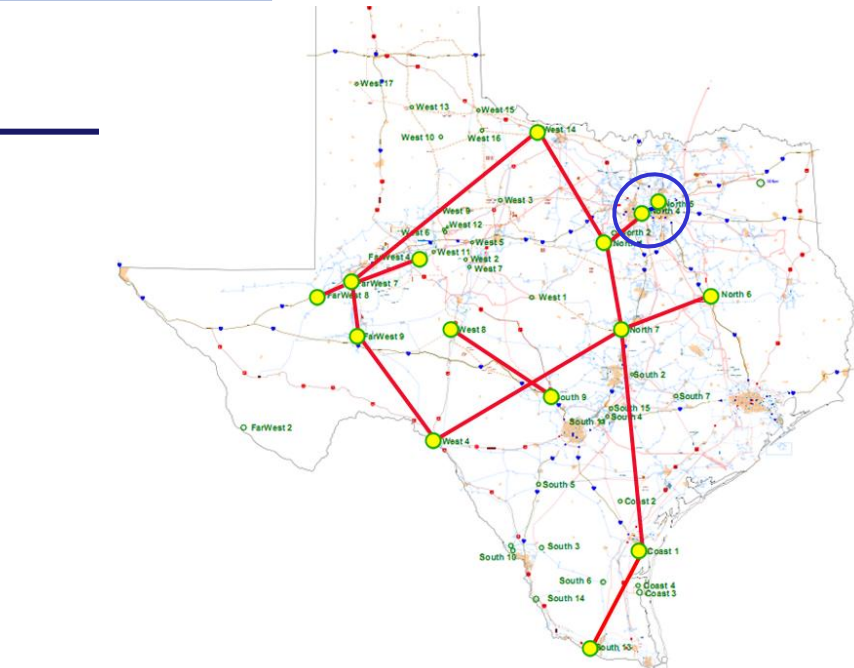 West 17
West 13
West 15
West 14
West 10
West 16
West 3
North 5
North 4
West 9
West 12
West 6
North 2
West 5
FarWest 4
West 11
West 2
West 7
FarWest 7
FarWest 8
West 1
North 6
FarWest 9
West 8
North 7
South 2
South 9
South 7
South 15
South 4
FarWest 2
West 4
South 5
Coast 2
South 3
Coast 1
South 10
South 6
Coast 4
Coast 3
South 14
South 13